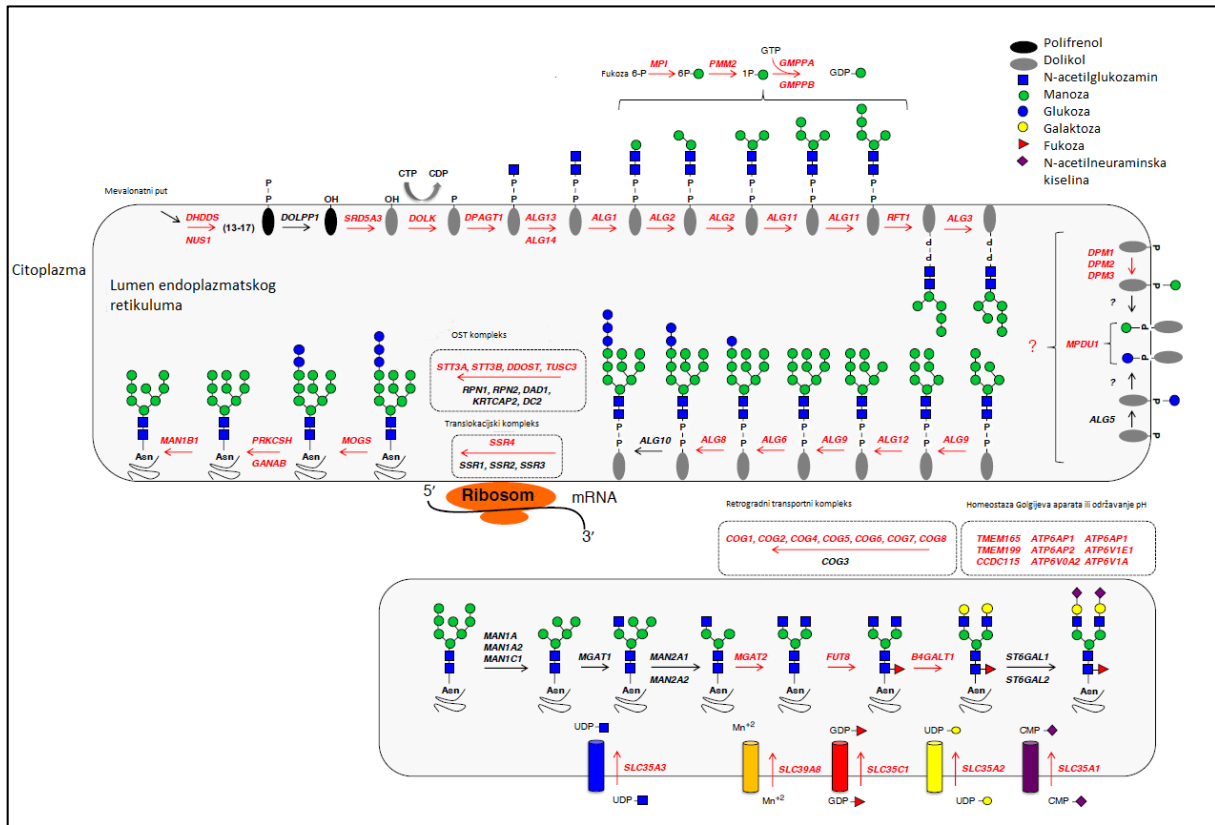 GTP
Fukoza 6-P
MPI
6P
PMM2
1P
GMPPA
GMPPB
GDP
Polifrenol
Dolikol
N-acetilglukozamin
Manoza
Glukoza
Galaktoza
Fukoza
N-acetilneuraminska
kiselina
Mevalonatni put
DHDDS
NUS1
(13-17)
P
P
DOLPP1
OH
SRD5A3
OH
CTP
CDP
DOLK
P
DPAGT1
P
P
ALG13
ALG14
P
P
ALG1
P
P
ALG2
P
P
ALG2
P
P
ALG11
P
P
ALG11
P
P
RFT1
P
P
ALG3
P
P
Citoplazma
Lumen endoplazmatskog
retikuluma
DPM1
DPM2
DPM3
P
P
?
MPDU1
P
P
?
P
ALG5
P
?
OST kompleks
STT3A, STT3B, DDOST, TUSC3
RPN1, RPN2, DAD1,
KRTCAP2, DC2
Translokacijski kompleks
SSR4
SSR1, SSR2, SSR3
Asn
MAN1B1
Asn
PRKCSH
GANAB
Asn
MOGS
Asn
P
P
ALG10
P
P
ALG8
P
P
ALG6
P
P
ALG9
P
P
ALG12
P
P
ALG9
P
P
5′
Ribosom
mRNA
3′
Retrogradni transportni kompleks
COG1, COG2, COG4, COG5, COG6, COG7, COG8
COG3
Homeostaza Golgijeva aparata ili održavanje pH
TMEM165 ATP6AP1 ATP6AP1
TMEM199 ATP6AP2 ATP6V1E1
CCDC115 ATP6V0A2 ATP6V1A
Asn
MAN1A
MAN1A2
MAN1C1
Asn
MGAT1
Asn
MAN2A1
MAN2A2
Asn
MGAT2
Asn
FUT8
Asn
B4GALT1
Asn
ST6GAL1
ST6GAL2
Asn
UDP
SLC35A3
UDP
Mn+2
SLC39A8
Mn+2
GDP
SLC35C1
GDP
UDP
SLC35A2
UDP
CMP
SLC35A1
CMP